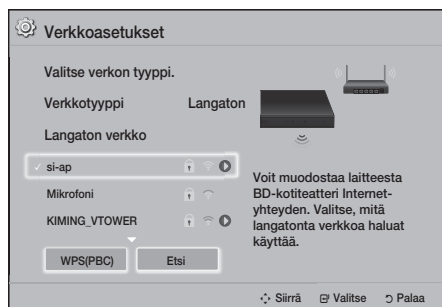 Verkkoasetukset
Valitse verkon tyyppi.
Verkkotyyppi Langaton
Langaton verkko
si-ap
Mikrofoni
KIMING_VTOWER
WPS(PBC) Etsi
Voit muodostaa laitteesta
BD-kotiteatteri Internet-
yhteyden. Valitse, mitä
langatonta verkkoa haluat
käyttää.
Siirrä Valitse Palaa